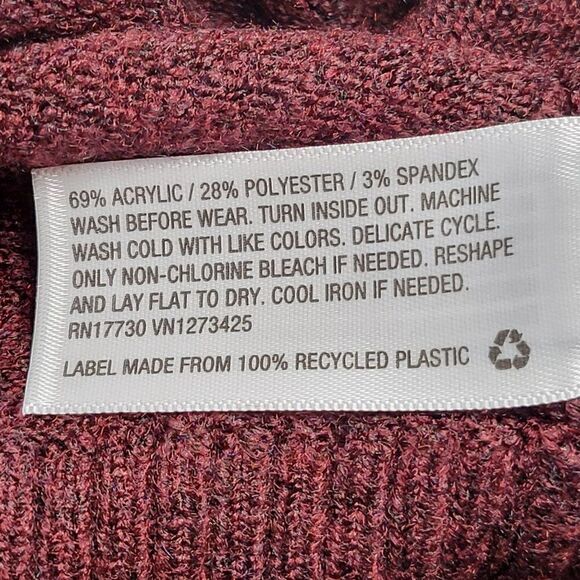 69% ACRYLIC / 28% POLYESTER / 3% SPANDEX
WASH BEFORE WEAR. TURN INSIDE OUT. MACHINE
WASH COLD WITH LIKE COLORS. DELICATE CYCLE.
ONLY NON-CHLORINE BLEACH IF NEEDED. RESHAPE
AND LAY FLAT TO DRY. COOL IRON IF NEEDED.
RN17730 VN1273425
LABEL MADE FROM 100% RECYCLED PLASTIC